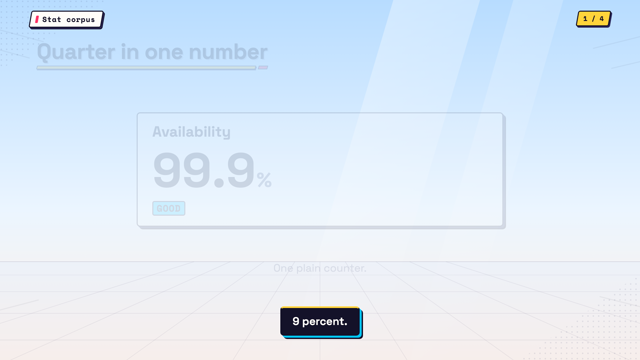 Stat corpus
1 / 4
Quarter in one number
Availability
99.9%
GOOD
One plain counter.
9 percent.